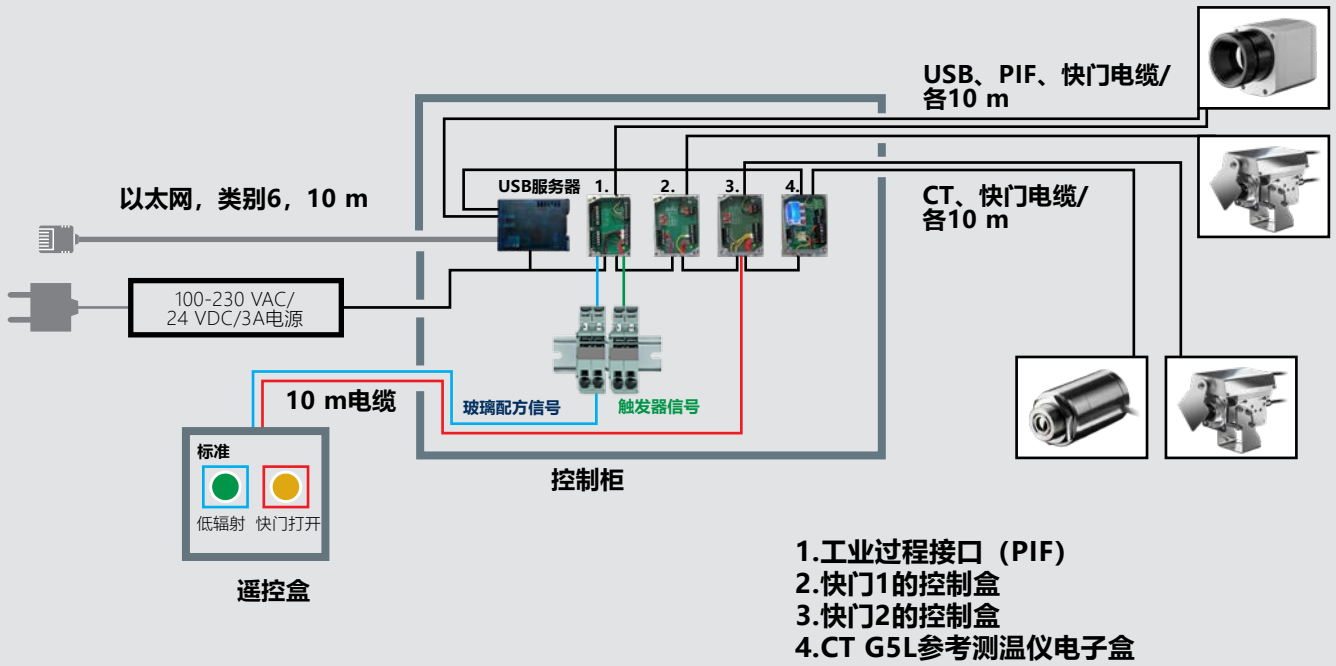 USB、PIF、快门电缆/
各10 m
以太网，类别6，10 m
USB服务器
1.
2.
3.
4.
CT、快门电缆/
各10 m
100-230 VAC/
24 VDC/3A电源
10 m电缆
玻璃配方信号
触发器信号
标准
低辐射
快门打开
控制柜
遥控盒
1.工业过程接口（PIF）
2.快门1的控制盒
3.快门2的控制盒
4.CT G5L参考测温仪电子盒